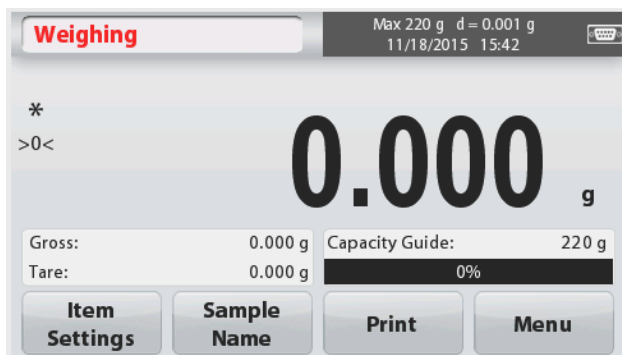 Weighing
Max 220 g d = 0.001 g
11/18/2015 15:42
*
>0<
0.000 g
Gross: 0.000 g
Tare: 0.000 g
Capacity Guide: 220 g
0%
Item
Settings
Sample
Name
Print
Menu